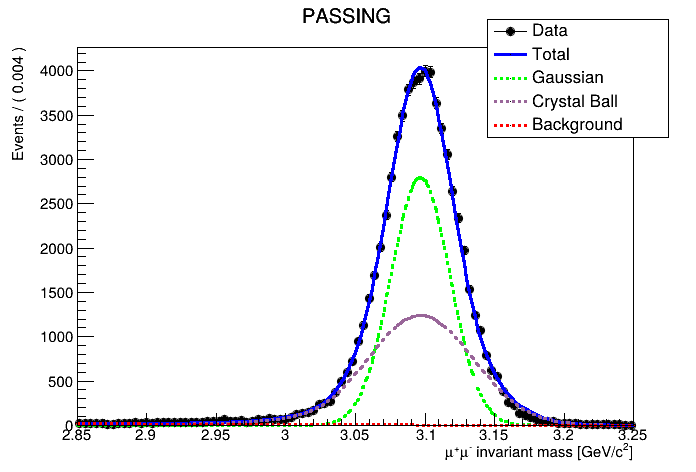 PASSING
Data
Total
Gaussian
Crystal Ball
Background
Events / ( 0.004 )
4000
3500
3000
2500
2000
1500
1000
500
0
2.85 2.9 2.95 3 3.05 3.1 3.15 3.2 3.25
μ⁺μ⁻ invariant mass [GeV/c²]